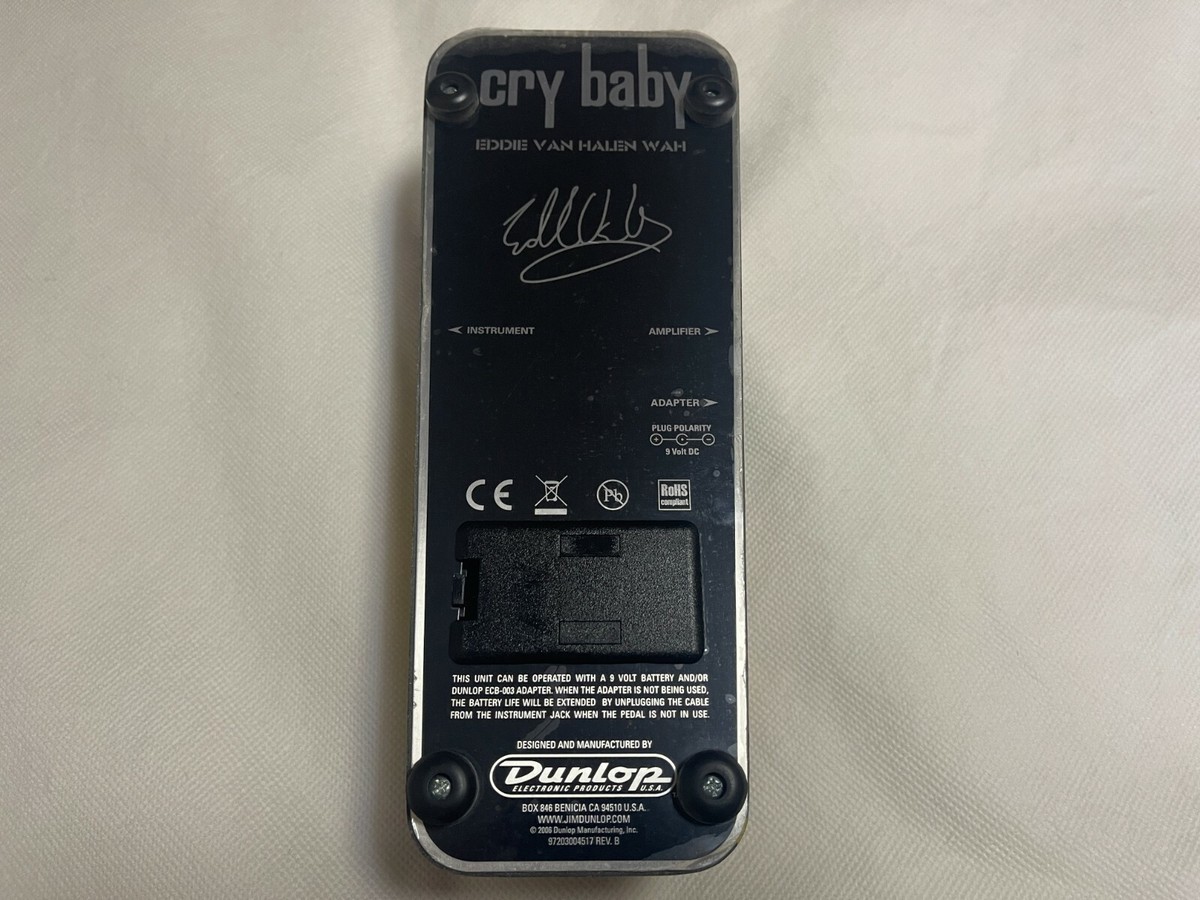 cry baby
EDDIE VAN HALEN WAH
INSTRUMENT
AMPLIFIER
ADAPTER
PLUG POLARITY
+ -
9 Volt DC
CE
Pb
RoHS
compliant
THIS UNIT CAN BE OPERATED WITH A 9 VOLT BATTERY AND/OR
DUNLOP ECB-003 ADAPTER. WHEN THE ADAPTER IS NOT BEING USED,
THE BATTERY LIFE WILL BE EXTENDED BY UNPLUGGING THE CABLE
FROM THE INSTRUMENT JACK WHEN THE PEDAL IS NOT IN USE.
DESIGNED AND MANUFACTURED BY
Dunlop
ELECTRONIC PRODUCTS U.S.A.
BOX 846 BENICIA CA 94510 U.S.A.
WWW.JIMDUNLOP.COM
© 2006 Dunlop Manufacturing, Inc.
97203004517 REV. B